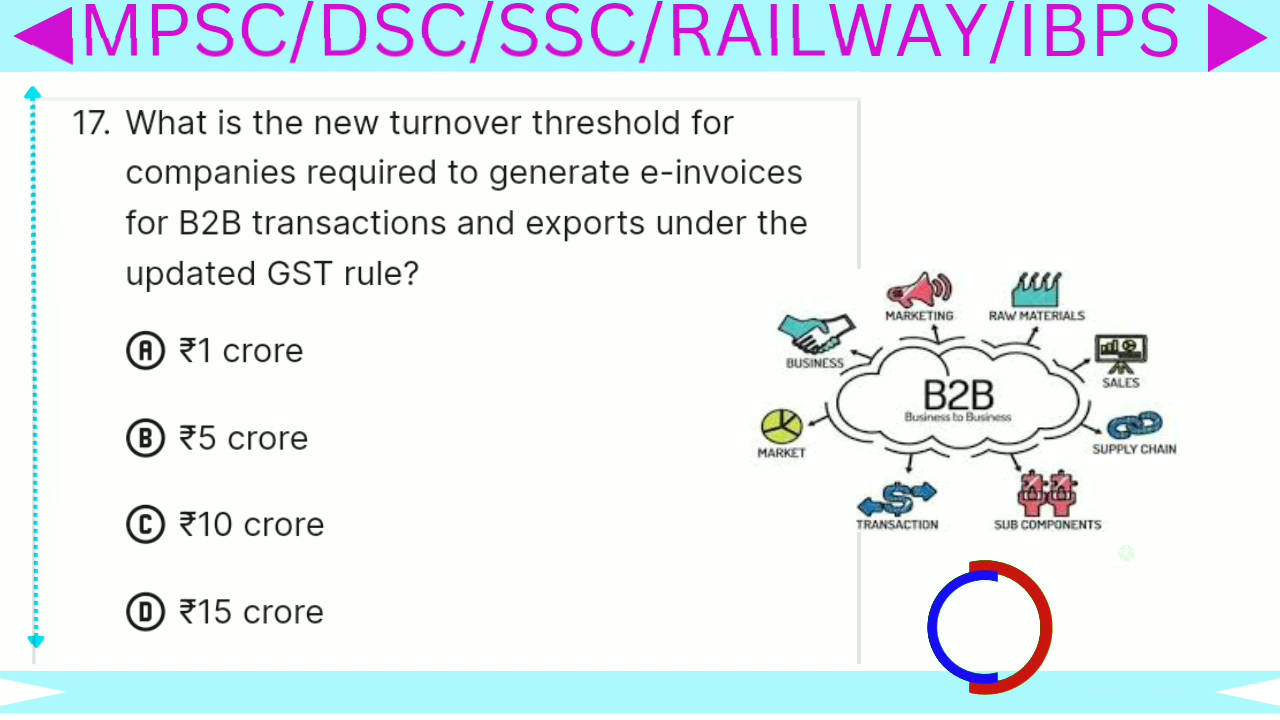 MPSC/DSC/SSC/RAILWAY/IBPS
17. What is the new turnover threshold for
companies required to generate e-invoices
for B2B transactions and exports under the
updated GST rule?
A ₹1 crore
B ₹5 crore
C ₹10 crore
D ₹15 crore
MARKETING
RAW MATERIALS
BUSINESS
SALES
B2B
Business to Business
MARKET
SUPPLY CHAIN
TRANSACTION
SUB COMPONENTS